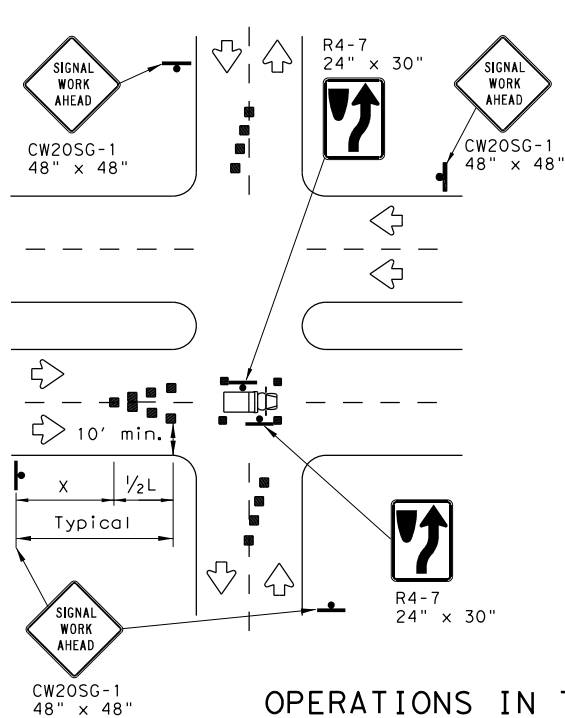 SIGNAL
WORK
AHEAD
CW20SG-1
48" x 48"
R4-7
24" x 30"
SIGNAL
WORK
AHEAD
CW20SG-1
48" x 48"
10' min.
X
1/2L
Typical
R4-7
24" x 30"
SIGNAL
WORK
AHEAD
CW20SG-1
48" x 48"
OPERATIONS IN